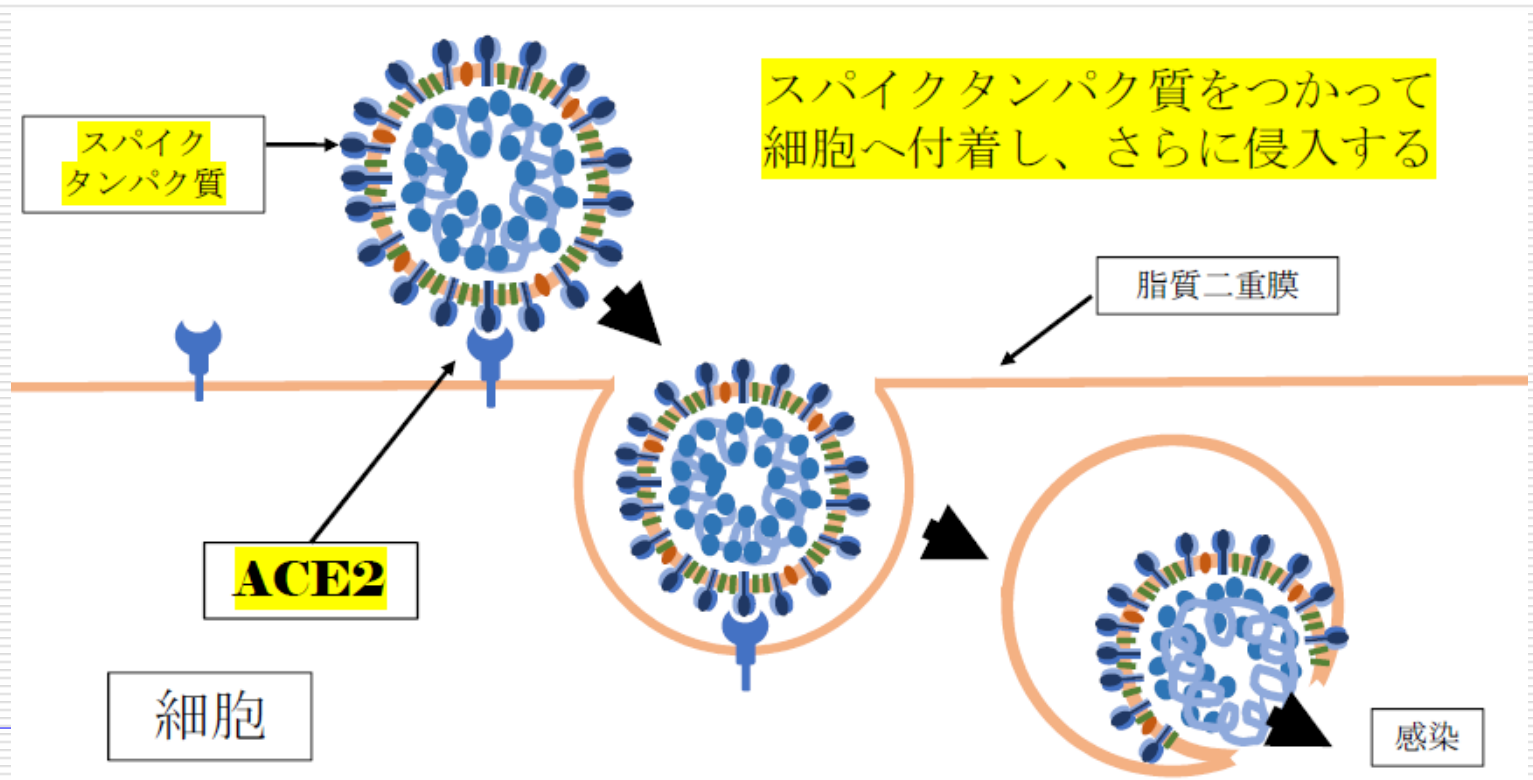 スパイクタンパク質をつかって
細胞へ付着し、さらに侵入する
スパイク
タンパク質
脂質二重膜
ACE2
細胞
感染